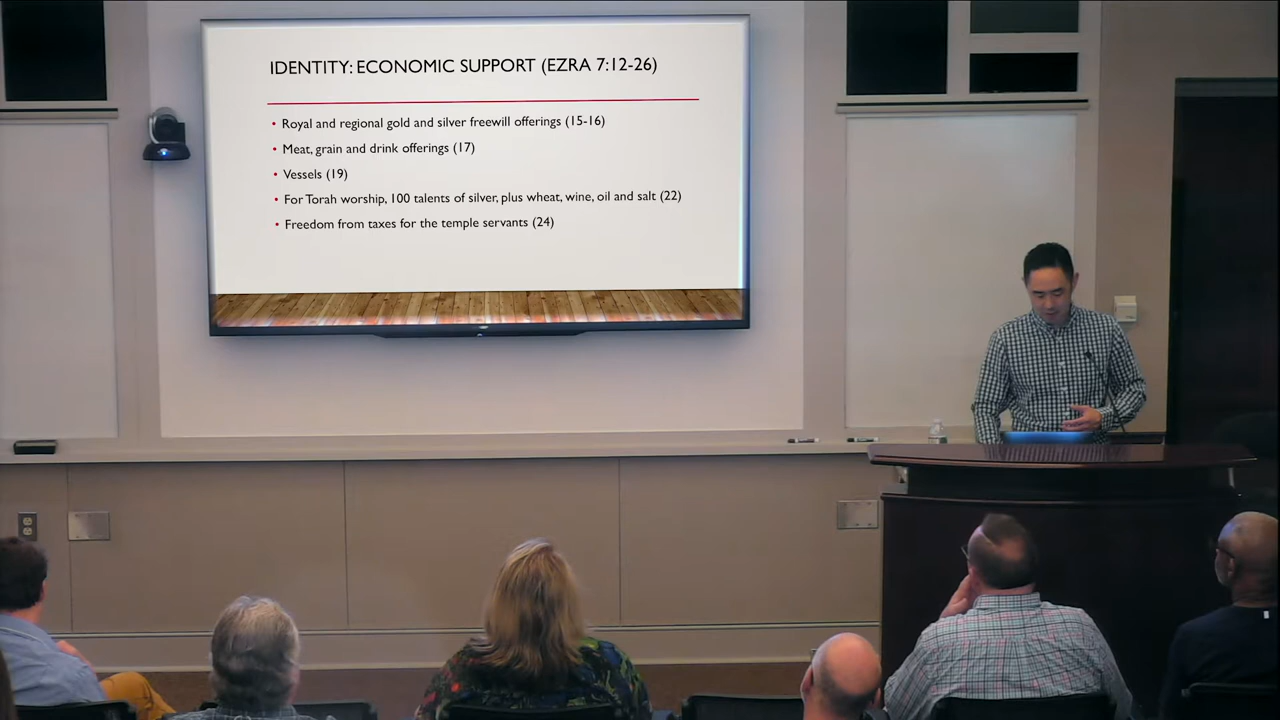 IDENTITY: ECONOMIC SUPPORT (EZRA 7:12-26)
• Royal and regional gold and silver freewill offerings (15-16)
• Meat, grain and drink offerings (17)
• Vessels (19)
• For Torah worship, 100 talents of silver, plus wheat, wine, oil and salt (22)
• Freedom from taxes for the temple servants (24)